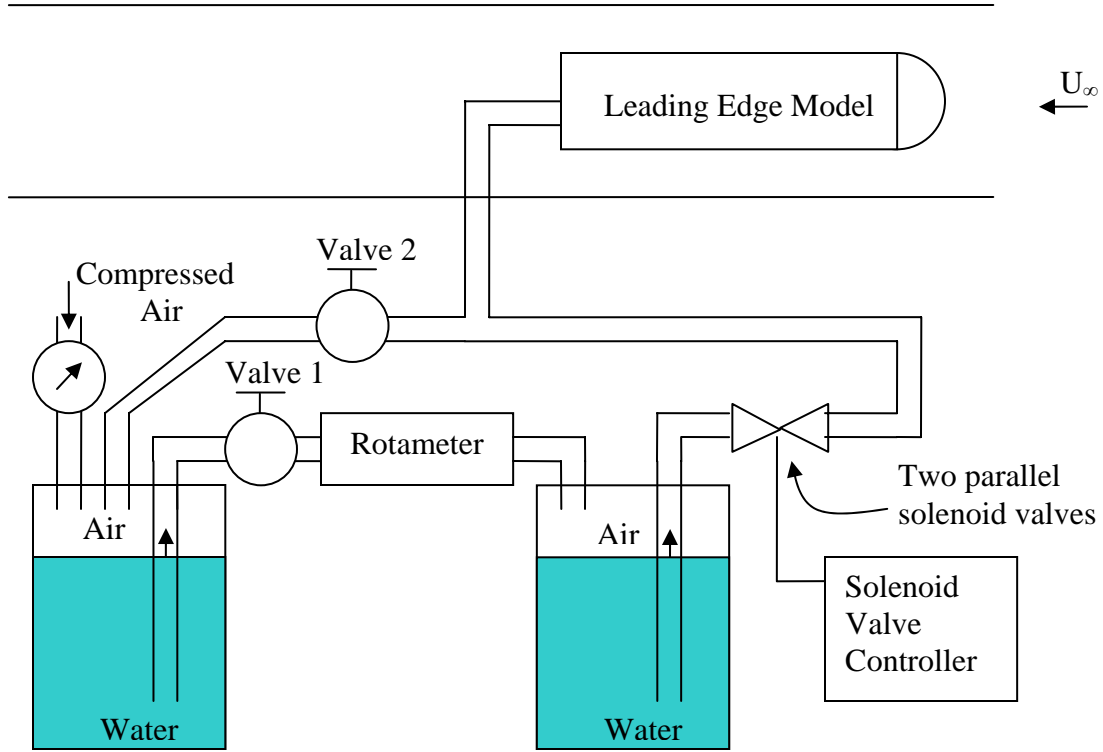 Leading Edge Model
U∞
Valve 2
Compressed
Air
Valve 1
Rotameter
Two parallel
solenoid valves
Air
Air
Solenoid
Valve
Controller
Water
Water